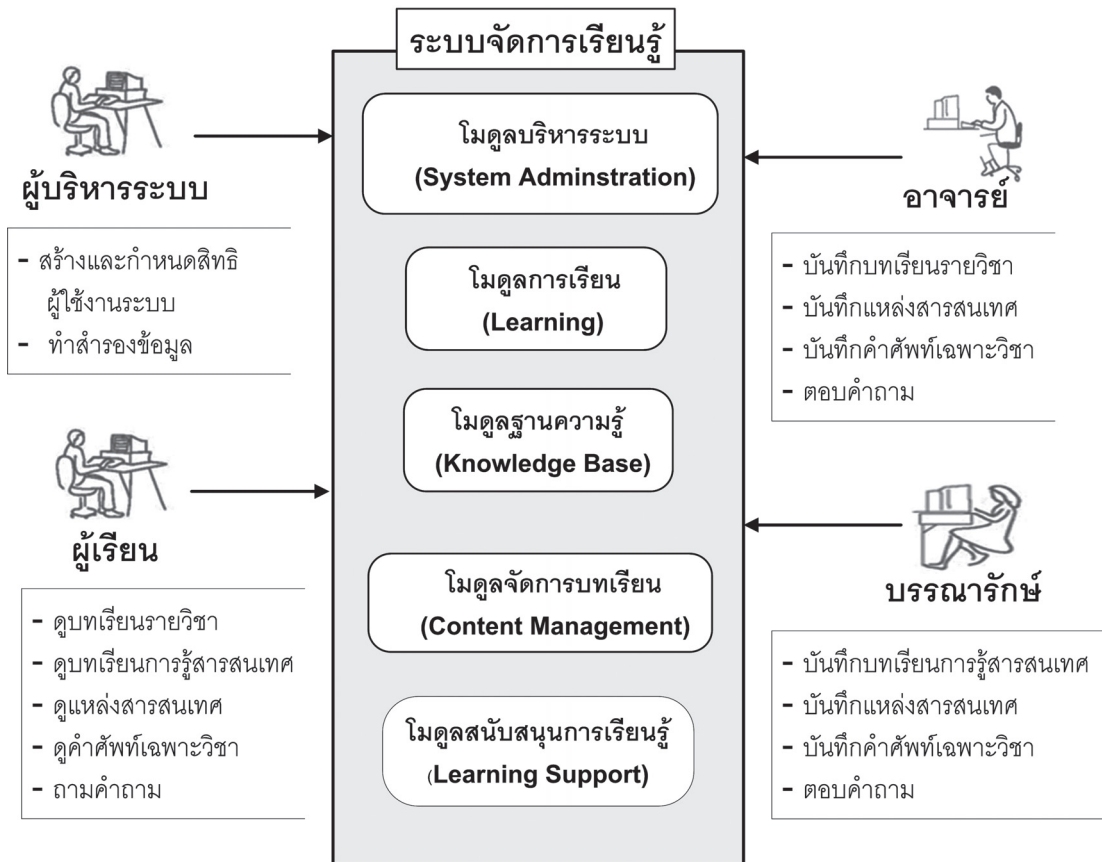 ระบบจัดการเรียนรู้
ผู้บริหารระบบ
- สร้างและกำหนดสิทธิ
ผู้ใช้งานระบบ
- ทำสำรองข้อมูล
ผู้เรียน
- ดูบทเรียนรายวิชา
- ดูบทเรียนการรู้สารสนเทศ
- ดูแหล่งสารสนเทศ
- ดูคำศัพท์เฉพาะวิชา
- ถามคำถาม
โมดูลบริหารระบบ
(System Adminstration)
โมดูลการเรียน
(Learning)
โมดูลฐานความรู้
(Knowledge Base)
โมดูลจัดการบทเรียน
(Content Management)
โมดูลสนับสนุนการเรียนรู้
(Learning Support)
อาจารย์
- บันทึกบทเรียนรายวิชา
- บันทึกแหล่งสารสนเทศ
- บันทึกคำศัพท์เฉพาะวิชา
- ตอบคำถาม
บรรณารักษ์
- บันทึกบทเรียนการรู้สารสนเทศ
- บันทึกแหล่งสารสนเทศ
- บันทึกคำศัพท์เฉพาะวิชา
- ตอบคำถาม